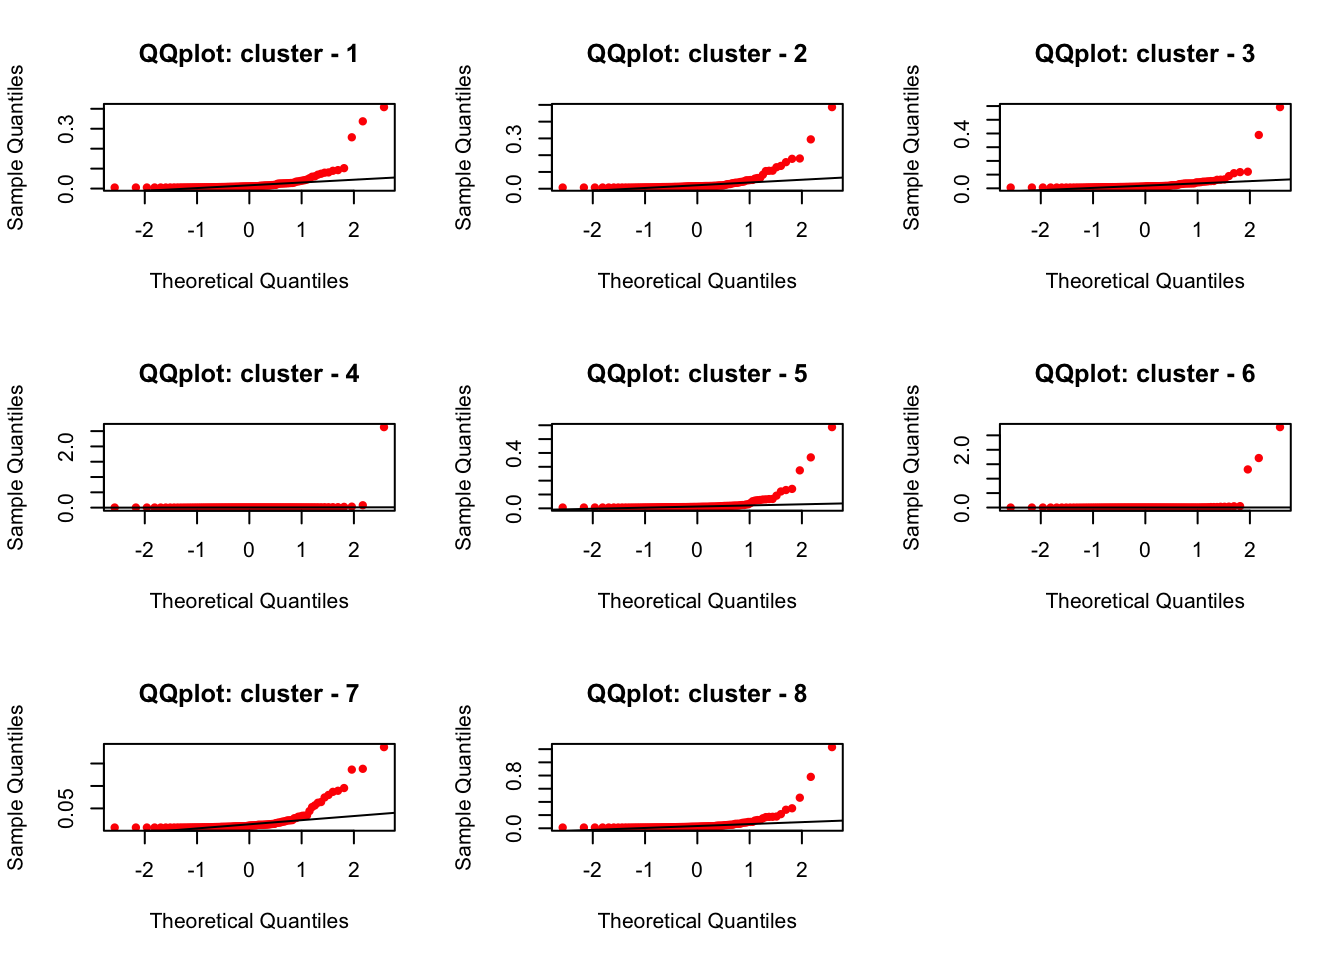 QQplot: cluster - 1
Sample Quantiles
0.0 0.3
-2 -1 0 1 2
Theoretical Quantiles
QQplot: cluster - 2
Sample Quantiles
0.0 0.3
-2 -1 0 1 2
Theoretical Quantiles
QQplot: cluster - 3
Sample Quantiles
0.0 0.4
-2 -1 0 1 2
Theoretical Quantiles
QQplot: cluster - 4
Sample Quantiles
0.0 2.0
-2 -1 0 1 2
Theoretical Quantiles
QQplot: cluster - 5
Sample Quantiles
0.0 0.4
-2 -1 0 1 2
Theoretical Quantiles
QQplot: cluster - 6
Sample Quantiles
0.0 2.0
-2 -1 0 1 2
Theoretical Quantiles
QQplot: cluster - 7
Sample Quantiles
0.05
-2 -1 0 1 2
Theoretical Quantiles
QQplot: cluster - 8
Sample Quantiles
0.0 0.8
-2 -1 0 1 2
Theoretical Quantiles